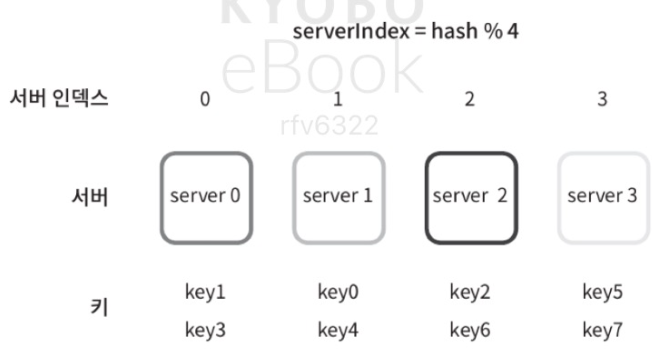 KYOBO
serverIndex = hash % 4
eBook
서버 인덱스 0 1 2 3
rfv6322
서버 server 0 server 1 server 2 server 3
키
key1 key0 key2 key5
key3 key4 key6 key7